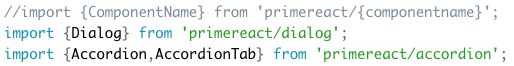 //import {ComponentName} from 'primereact/{componentname}';
import {Dialog} from 'primereact/dialog';
import {Accordion,AccordionTab} from 'primereact/accordion';